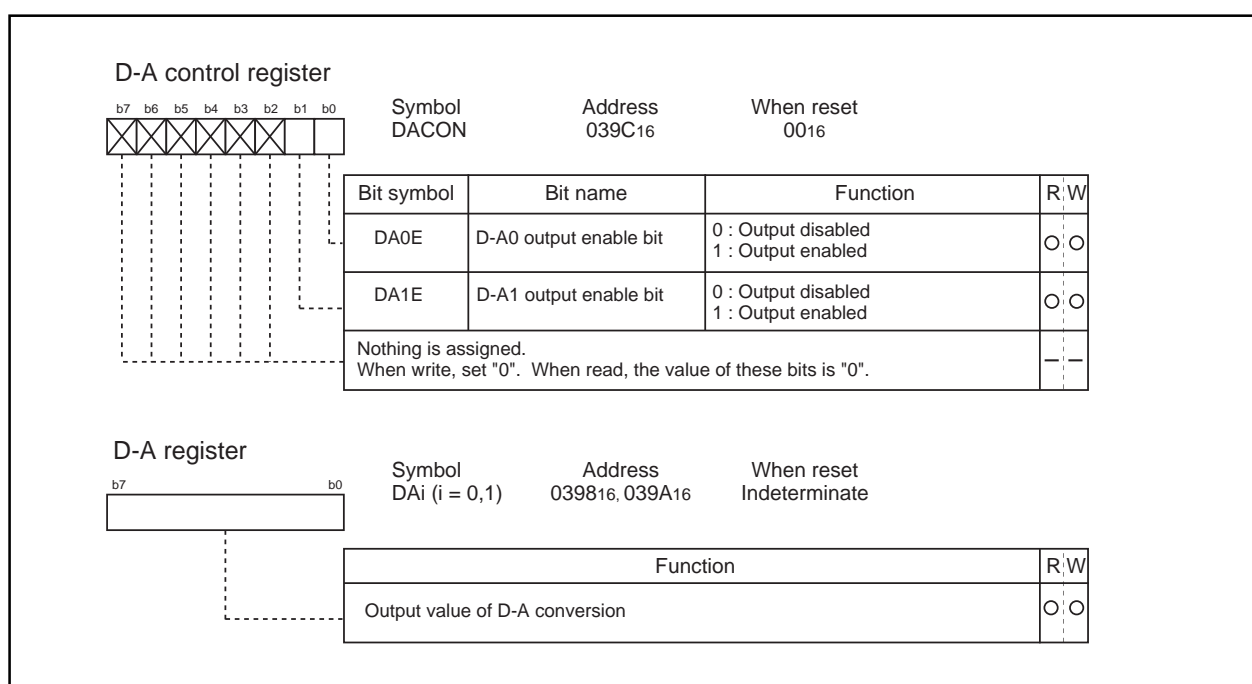 D-A control register
b7 b6 b5 b4 b3 b2 b1 b0
Symbol Address When reset
DACON 039C16 0016
Bit symbol Bit name Function R W
DA0E D-A0 output enable bit 0 : Output disabled
1 : Output enabled
DA1E D-A1 output enable bit 0 : Output disabled
1 : Output enabled
Nothing is assigned.
When write, set "0". When read, the value of these bits is "0".
D-A register
b7 b0
Symbol Address When reset
DAi (i = 0,1) 039816, 039A16 Indeterminate
Function R W
Output value of D-A conversion